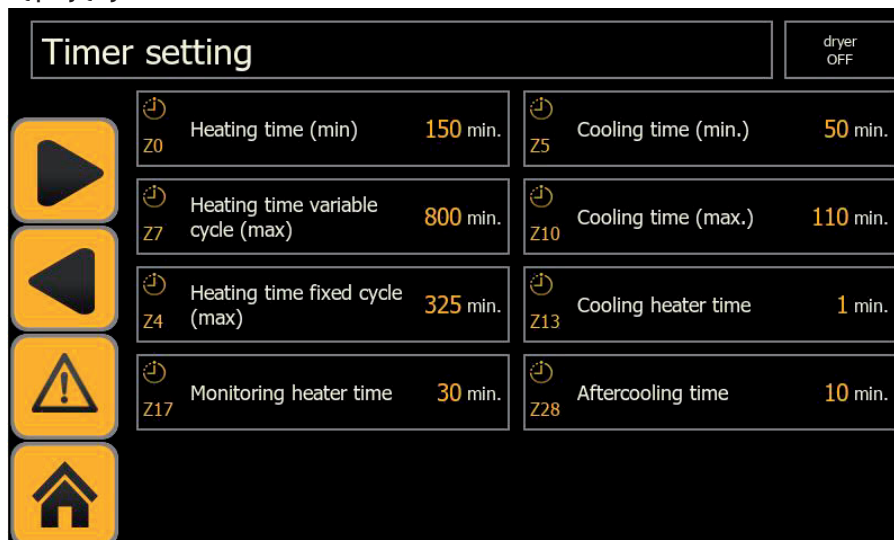 Timer setting
dryer
OFF
Z0 Heating time (min) 150 min.
Z5 Cooling time (min.) 50 min.
Z7 Heating time variable
cycle (max) 800 min.
Z10 Cooling time (max.) 110 min.
Z4 Heating time fixed cycle
(max) 325 min.
Z13 Cooling heater time 1 min.
Z17 Monitoring heater time 30 min.
Z28 Aftercooling time 10 min.